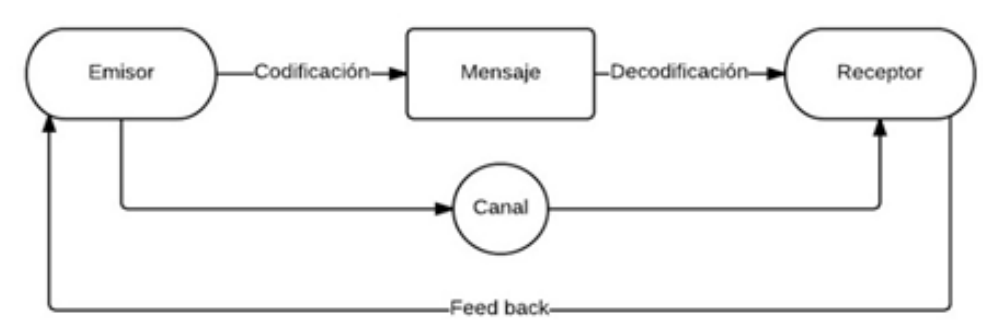 Emisor
Codificación
Mensaje
Decodificación
Receptor
Canal
Feed back